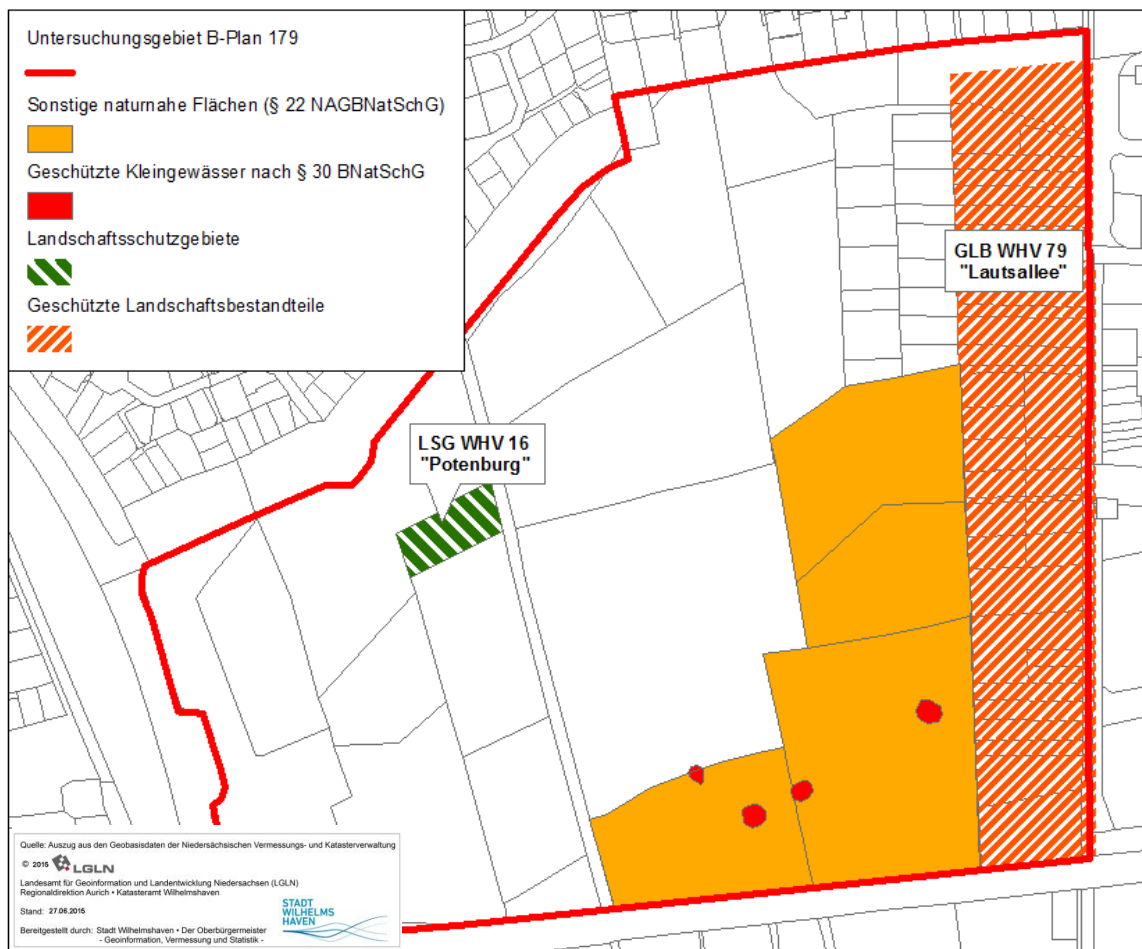 Untersuchungsgebiet B-Plan 179
Sonstige naturnahe Flächen (§ 22 NAGBNatSchG)
Geschützte Kleingewässer nach § 30 BNatSchG
Landschaftsschutzgebiete
Geschützte Landschaftsbestandteile
GLB WHV 79
"Lautsallee"
LSG WHV 16
"Potenburg"
Quelle: Auszug aus den Geobasisdaten der Niedersächsischen Vermessungs- und Katasterverwaltung
© 2015 LGLN
Landesamt für Geoinformation und Landentwicklung Niedersachsen (LGLN)
Regionaldirektion Aurich • Katasteramt Wilhelmshaven
Stand: 27.06.2015
STADT
WILHELMS
HAVEN
Bereitgestellt durch: Stadt Wilhelmshaven • Der Oberbürgermeister
- Geoinformation, Vermessung und Statistik -